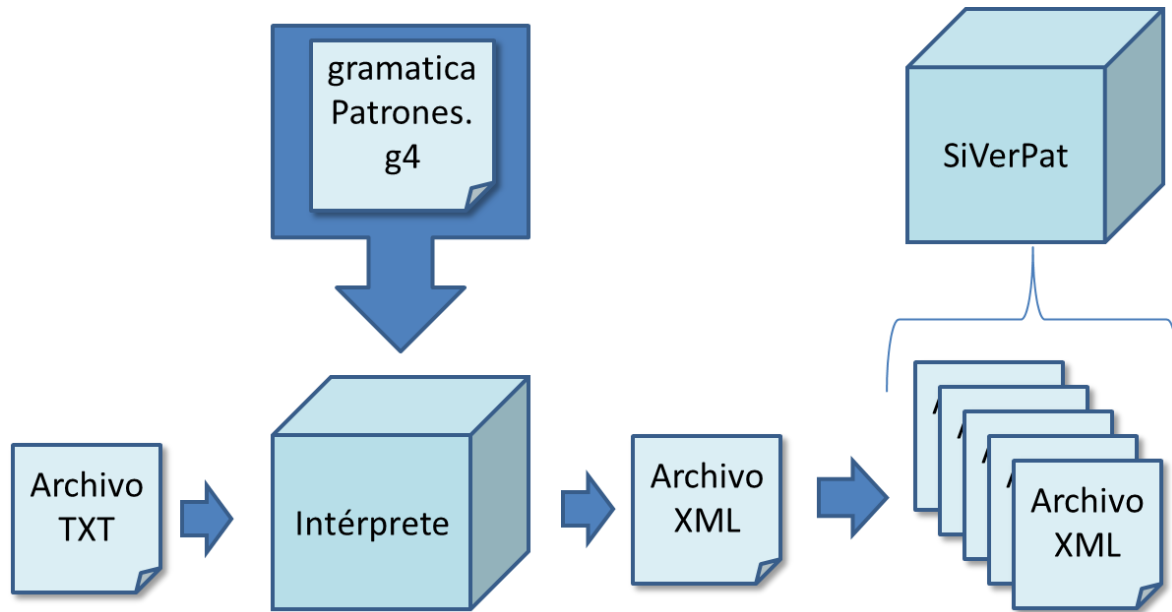 gramatica
Patrones.
g4
SiVerPat
Archivo
TXT
Intérprete
Archivo
XML
Archivo
XML